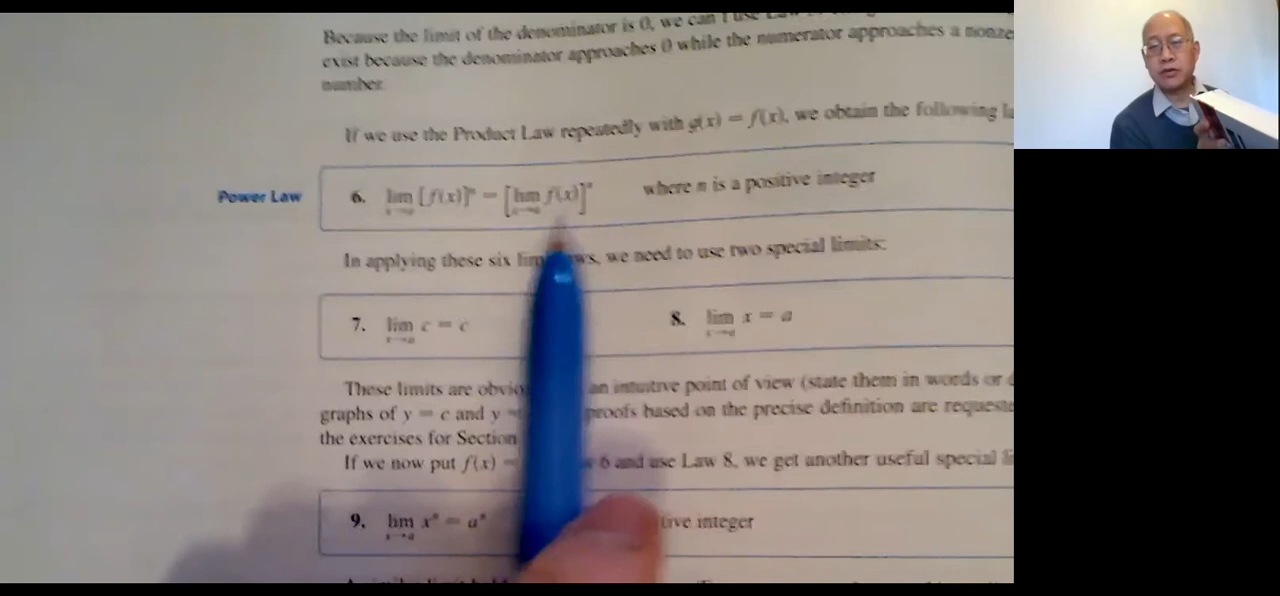 Because the limit of the denominator is 0, we can't use Law
exist because the denominator approaches 0 while the numerator approaches a
number.
If we use the Product Law repeatedly with g(x) = f(x), we obtain the following
Power Law
6. lim x→a [f(x)]ⁿ = [lim x→a f(x)]ⁿ where n is a positive integer
In applying these six we need to use two special limits:
7. lim x→a c = c 8. lim x→a x = a
These limits are an intuitive point of view (state them in words or
graphs of y = c and y proofs based on the precise definition are
the exercises for Section
If we now put f(x) = 6 and use Law 8, we get another useful special
9. lim x→a xⁿ = aⁿ integer